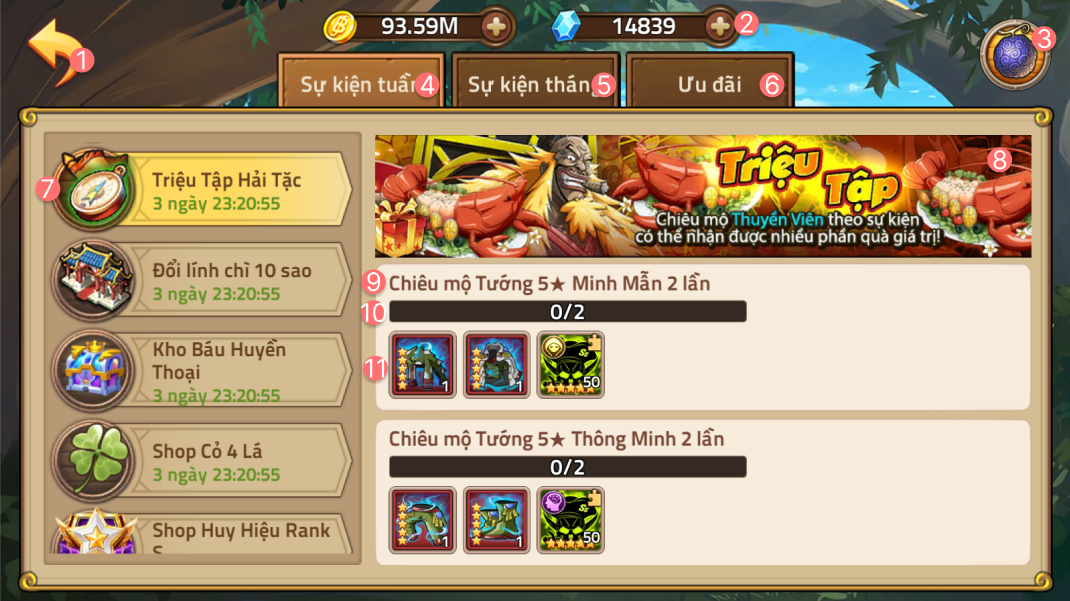 93.59M
14839
2
3
1
Sự kiện tuần 4
Sự kiện tháng 5
Ưu đãi 6
7
Triệu Tập Hải Tặc
3 ngày 23:20:55
Đổi lính chì 10 sao
3 ngày 23:20:55
Kho Báu Huyền
Thoại
3 ngày 23:20:55
Shop Cỏ 4 Lá
3 ngày 23:20:55
Shop Huy Hiệu Rank
S
8
Triệu
Tập
Chiêu mộ Thuyền Viên theo sự kiện
có thể nhận được nhiều phần quà giá trị!
9 Chiêu mộ Tướng 5★ Minh Mẫn 2 lần
10 0/2
11
1
1
50
Chiêu mộ Tướng 5★ Thông Minh 2 lần
0/2
1
1
50